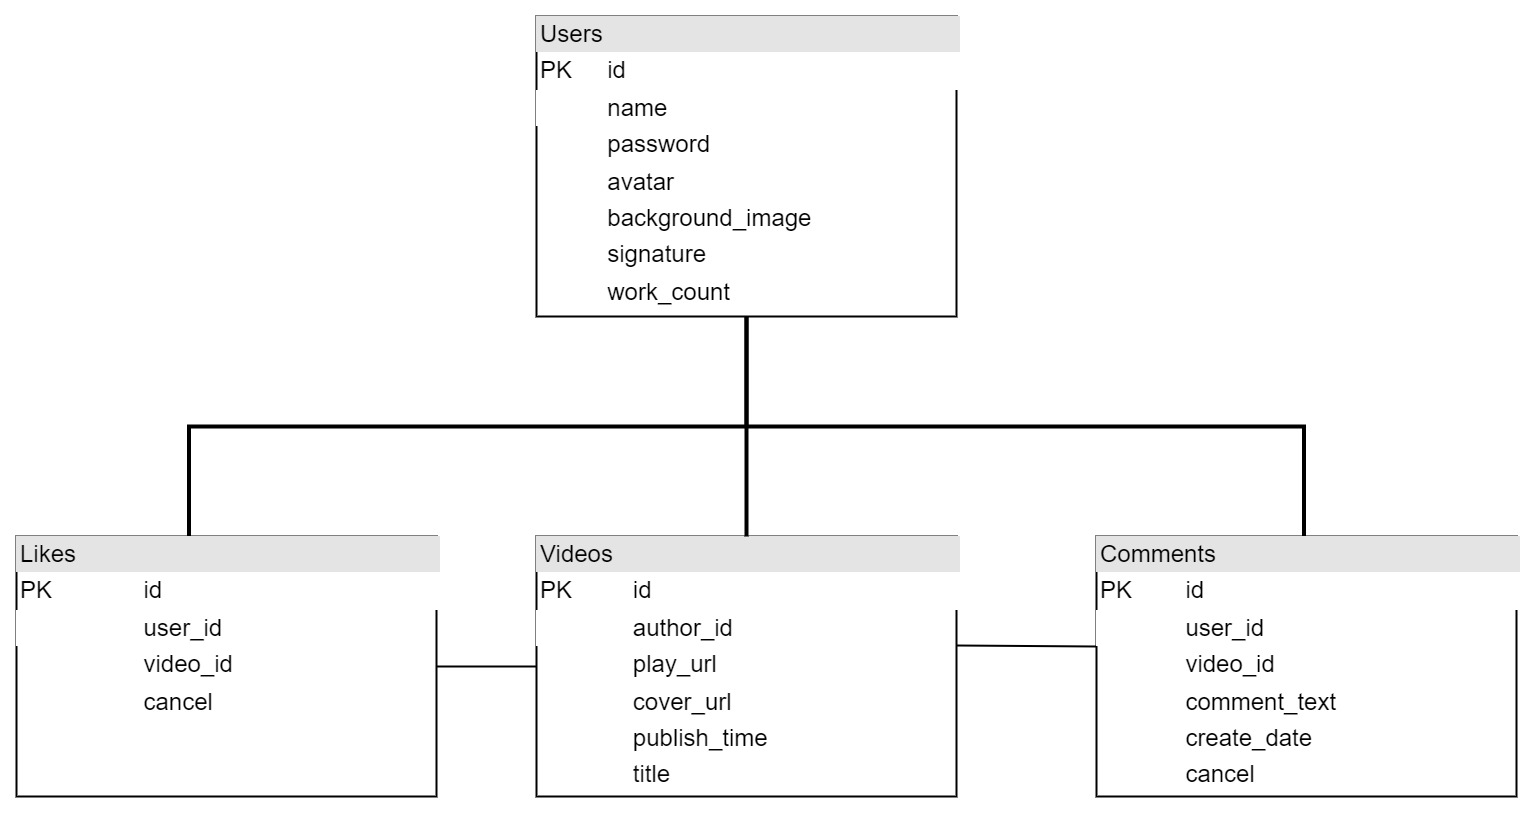 Users
PK id
name
password
avatar
background_image
signature
work_count
Likes
PK id
user_id
video_id
cancel
Videos
PK id
author_id
play_url
cover_url
publish_time
title
Comments
PK id
user_id
video_id
comment_text
create_date
cancel